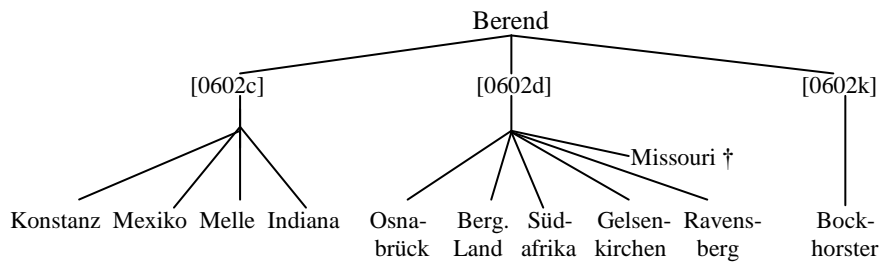 Berend
[0602c] [0602d] [0602k]
Missouri †
Konstanz Mexiko Melle Indiana Osna- Berg. Süd- Gelsen- Ravens- Bock-
brück Land afrika kirchen berg horster